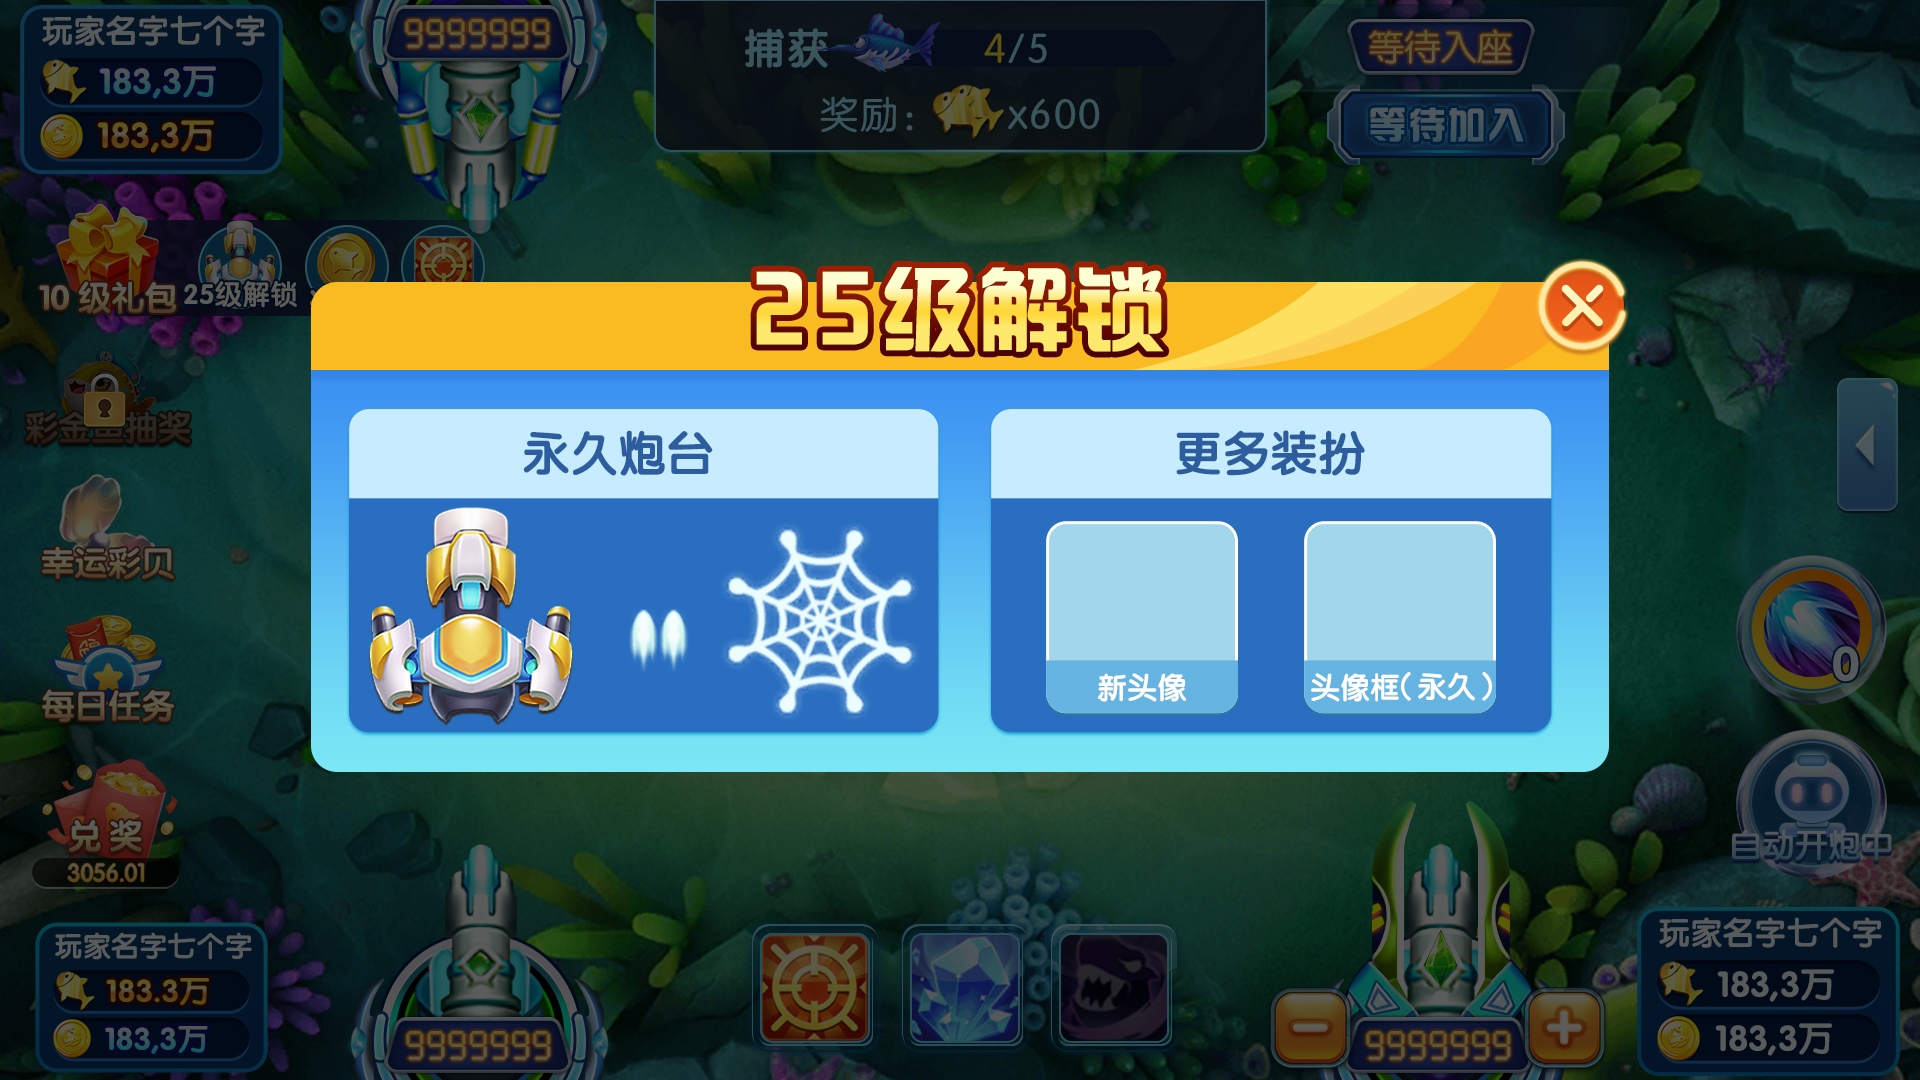 玩家名字七个字
183,3万
183,3万
9999999
捕获 4/5
奖励：x600
等待入座
等待加入
10 级礼包
25级解锁
25级解锁
彩金鱼抽奖
永久炮台
更多装扮
新头像
头像框（永久）
幸运彩贝
每日任务
0
兑奖
3056.01
自动开炮中
玩家名字七个字
183.3万
183,3万
9999999
9999999
玩家名字七个字
183,3万
183,3万